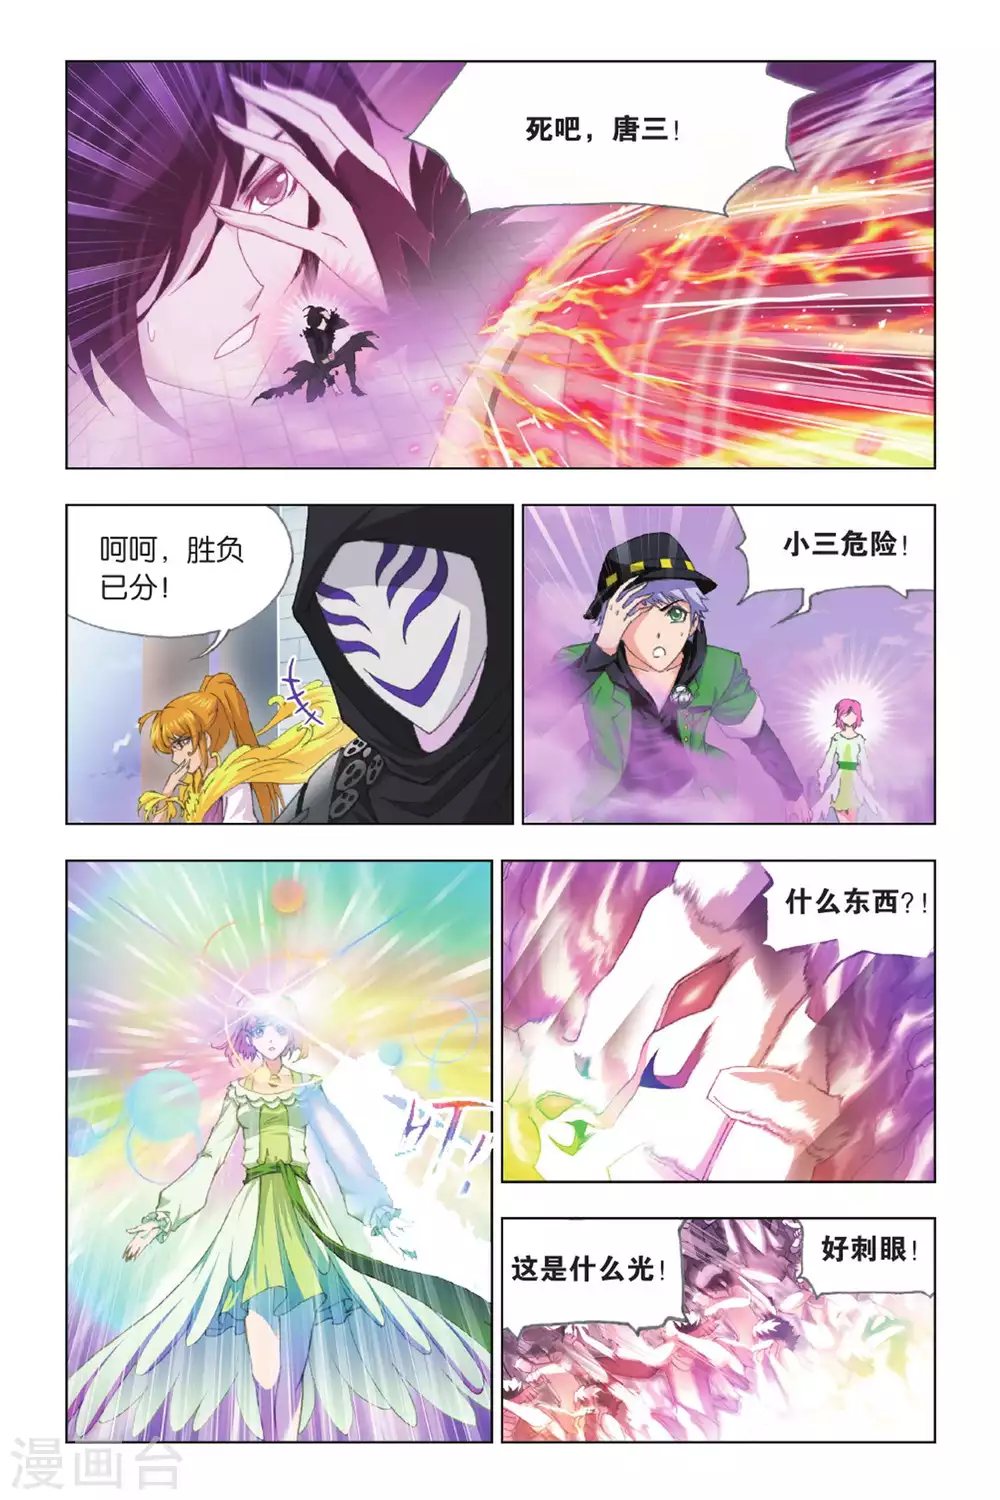 死吧，唐三！
呵呵，胜负
已分！
小三危险！
什么东西？！
这是什么光！
好刺眼！
漫画台